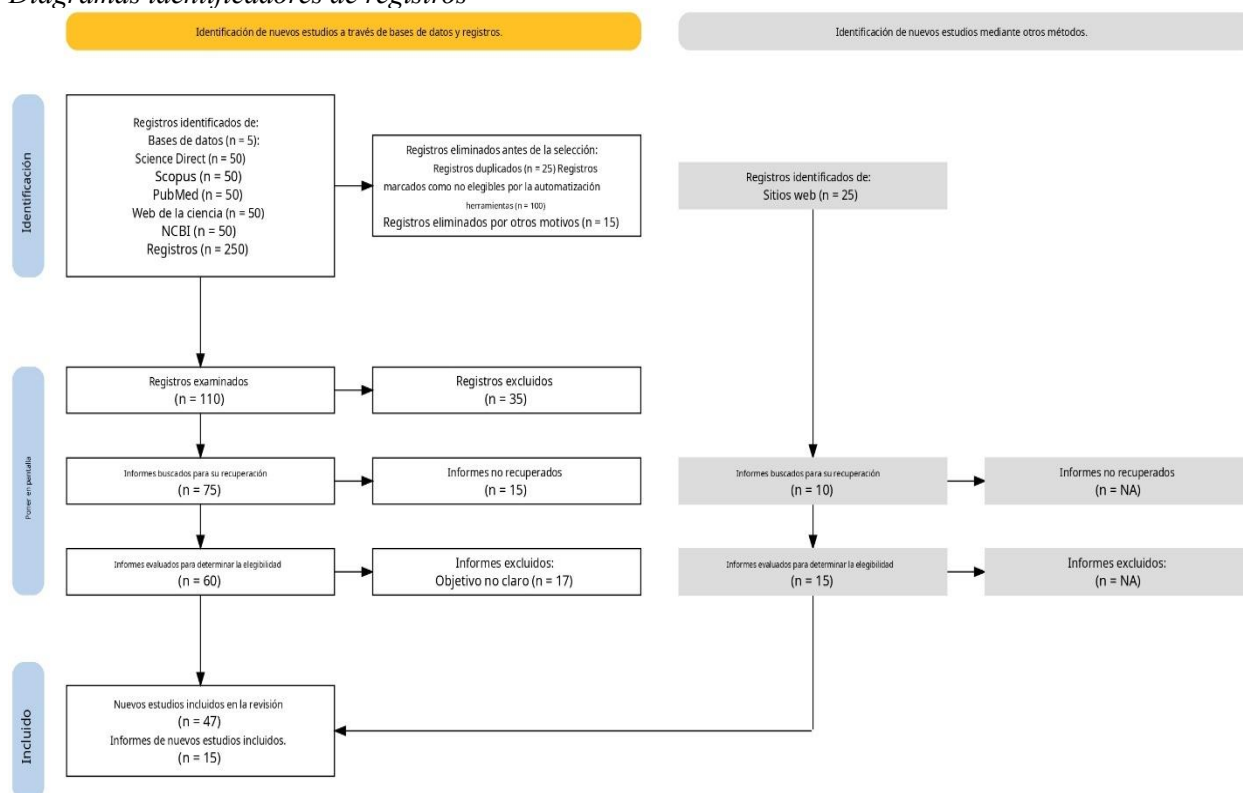 Diagramas identificadores de registros
Identificación de nuevos estudios a través de bases de datos y registros.
Identificación de nuevos estudios mediante otros métodos.
Identificación
Registros identificados de:
Bases de datos (n = 5):
Science Direct (n = 50)
Scopus (n = 50)
PubMed (n = 50)
Web de la ciencia (n = 50)
NCBI (n = 50)
Registros (n = 250)
Registros eliminados antes de la selección:
Registros duplicados (n = 25) Registros
marcados como no elegibles por la automatización
herramientas (n = 100)
Registros eliminados por otros motivos (n = 15)
Registros identificados de:
Sitios web (n = 25)
Poner en pantalla
Registros examinados
(n = 110)
Registros excluidos
(n = 35)
Informes buscados para su recuperación
(n = 75)
Informes no recuperados
(n = 15)
Informes buscados para su recuperación
(n = 10)
Informes no recuperados
(n = NA)
Informes evaluados para determinar la elegibilidad
(n = 60)
Informes excluidos:
Objetivo no claro (n = 17)
Informes evaluados para determinar la elegibilidad
(n = 15)
Informes excluidos:
(n = NA)
Incluido
Nuevos estudios incluidos en la revisión
(n = 47)
Informes de nuevos estudios incluidos.
(n = 15)